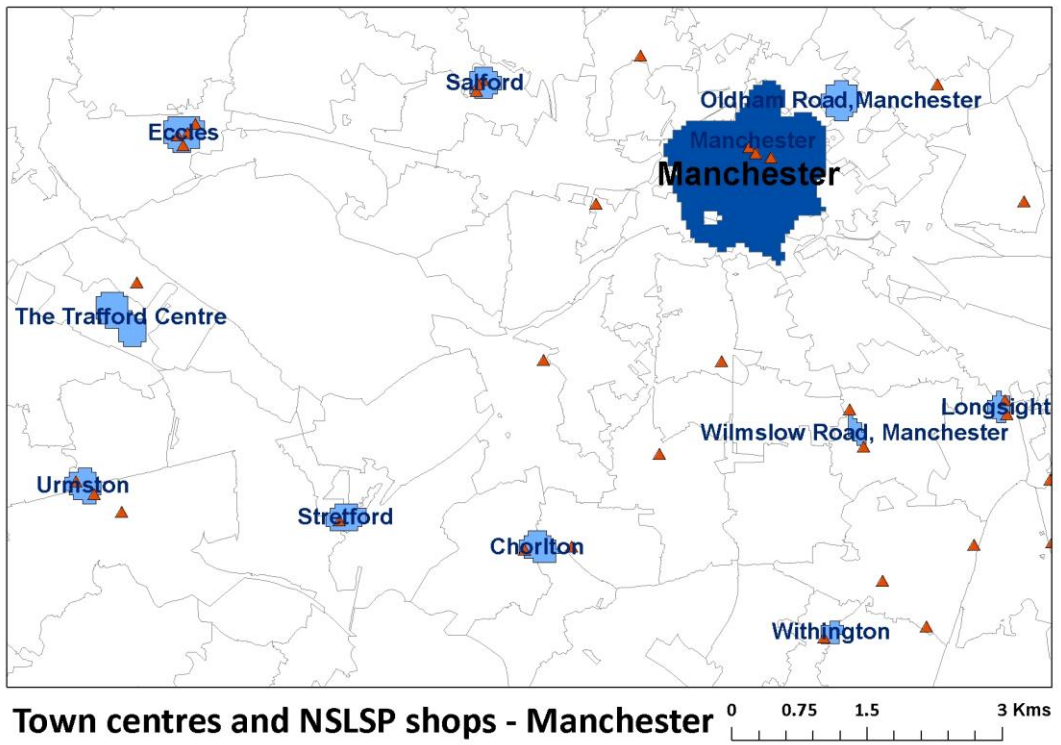 Salford
Oldham Road,Manchester
Eccles
Manchester
Manchester
The Trafford Centre
Longsight
Wilmslow Road, Manchester
Urmston
Stretford
Chorlton
Withington
Town centres and NSLSP shops - Manchester
0 0.75 1.5 3 Kms